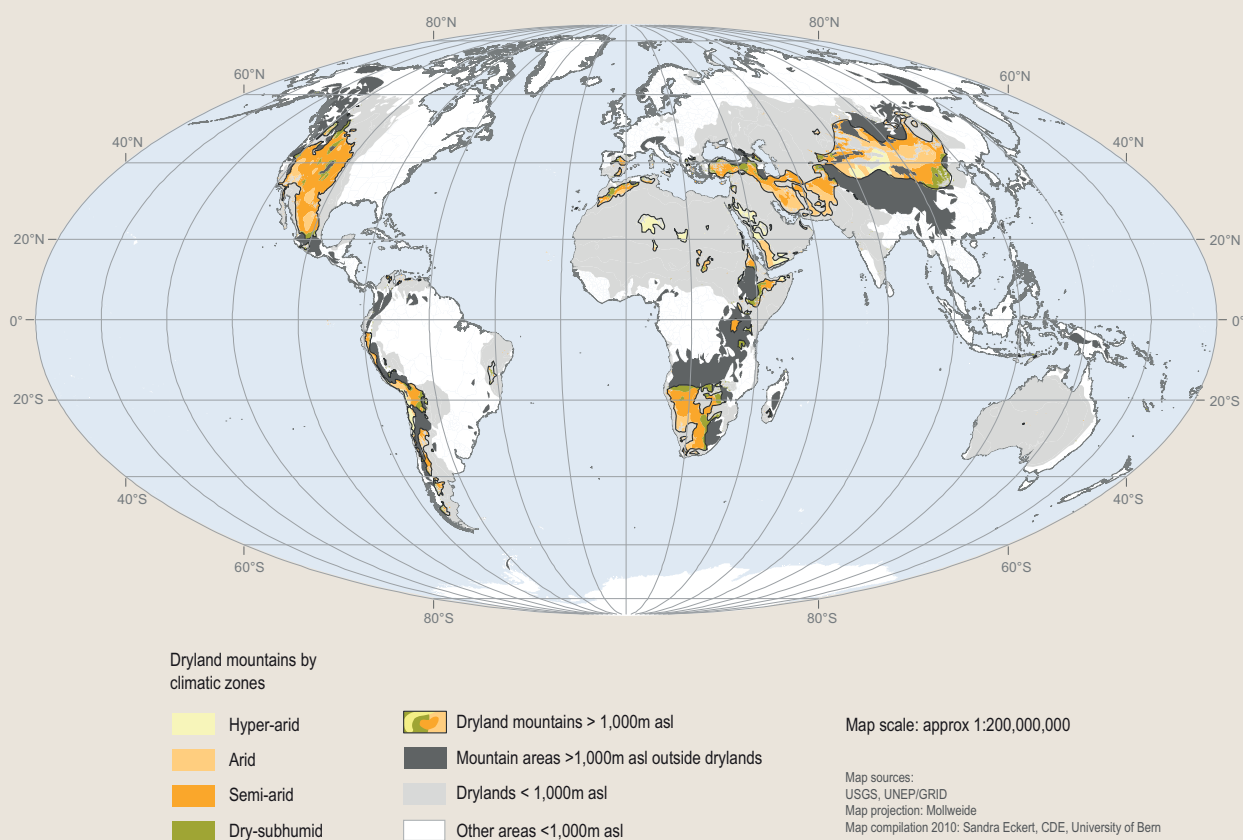 80°N
80°N
60°N
60°N
40°N
40°N
20°N
20°N
0°
0°
20°S
20°S
40°S
40°S
60°S
60°S
80°S
80°S
Dryland mountains by
climatic zones
Hyper-arid
Arid
Semi-arid
Dry-subhumid
Dryland mountains > 1,000m asl
Mountain areas >1,000m asl outside drylands
Drylands < 1,000m asl
Other areas <1,000m asl
Map scale: approx 1:200,000,000
Map sources:
USGS, UNEP/GRID
Map projection: Mollweide
Map compilation 2010: Sandra Eckert, CDE, University of Bern